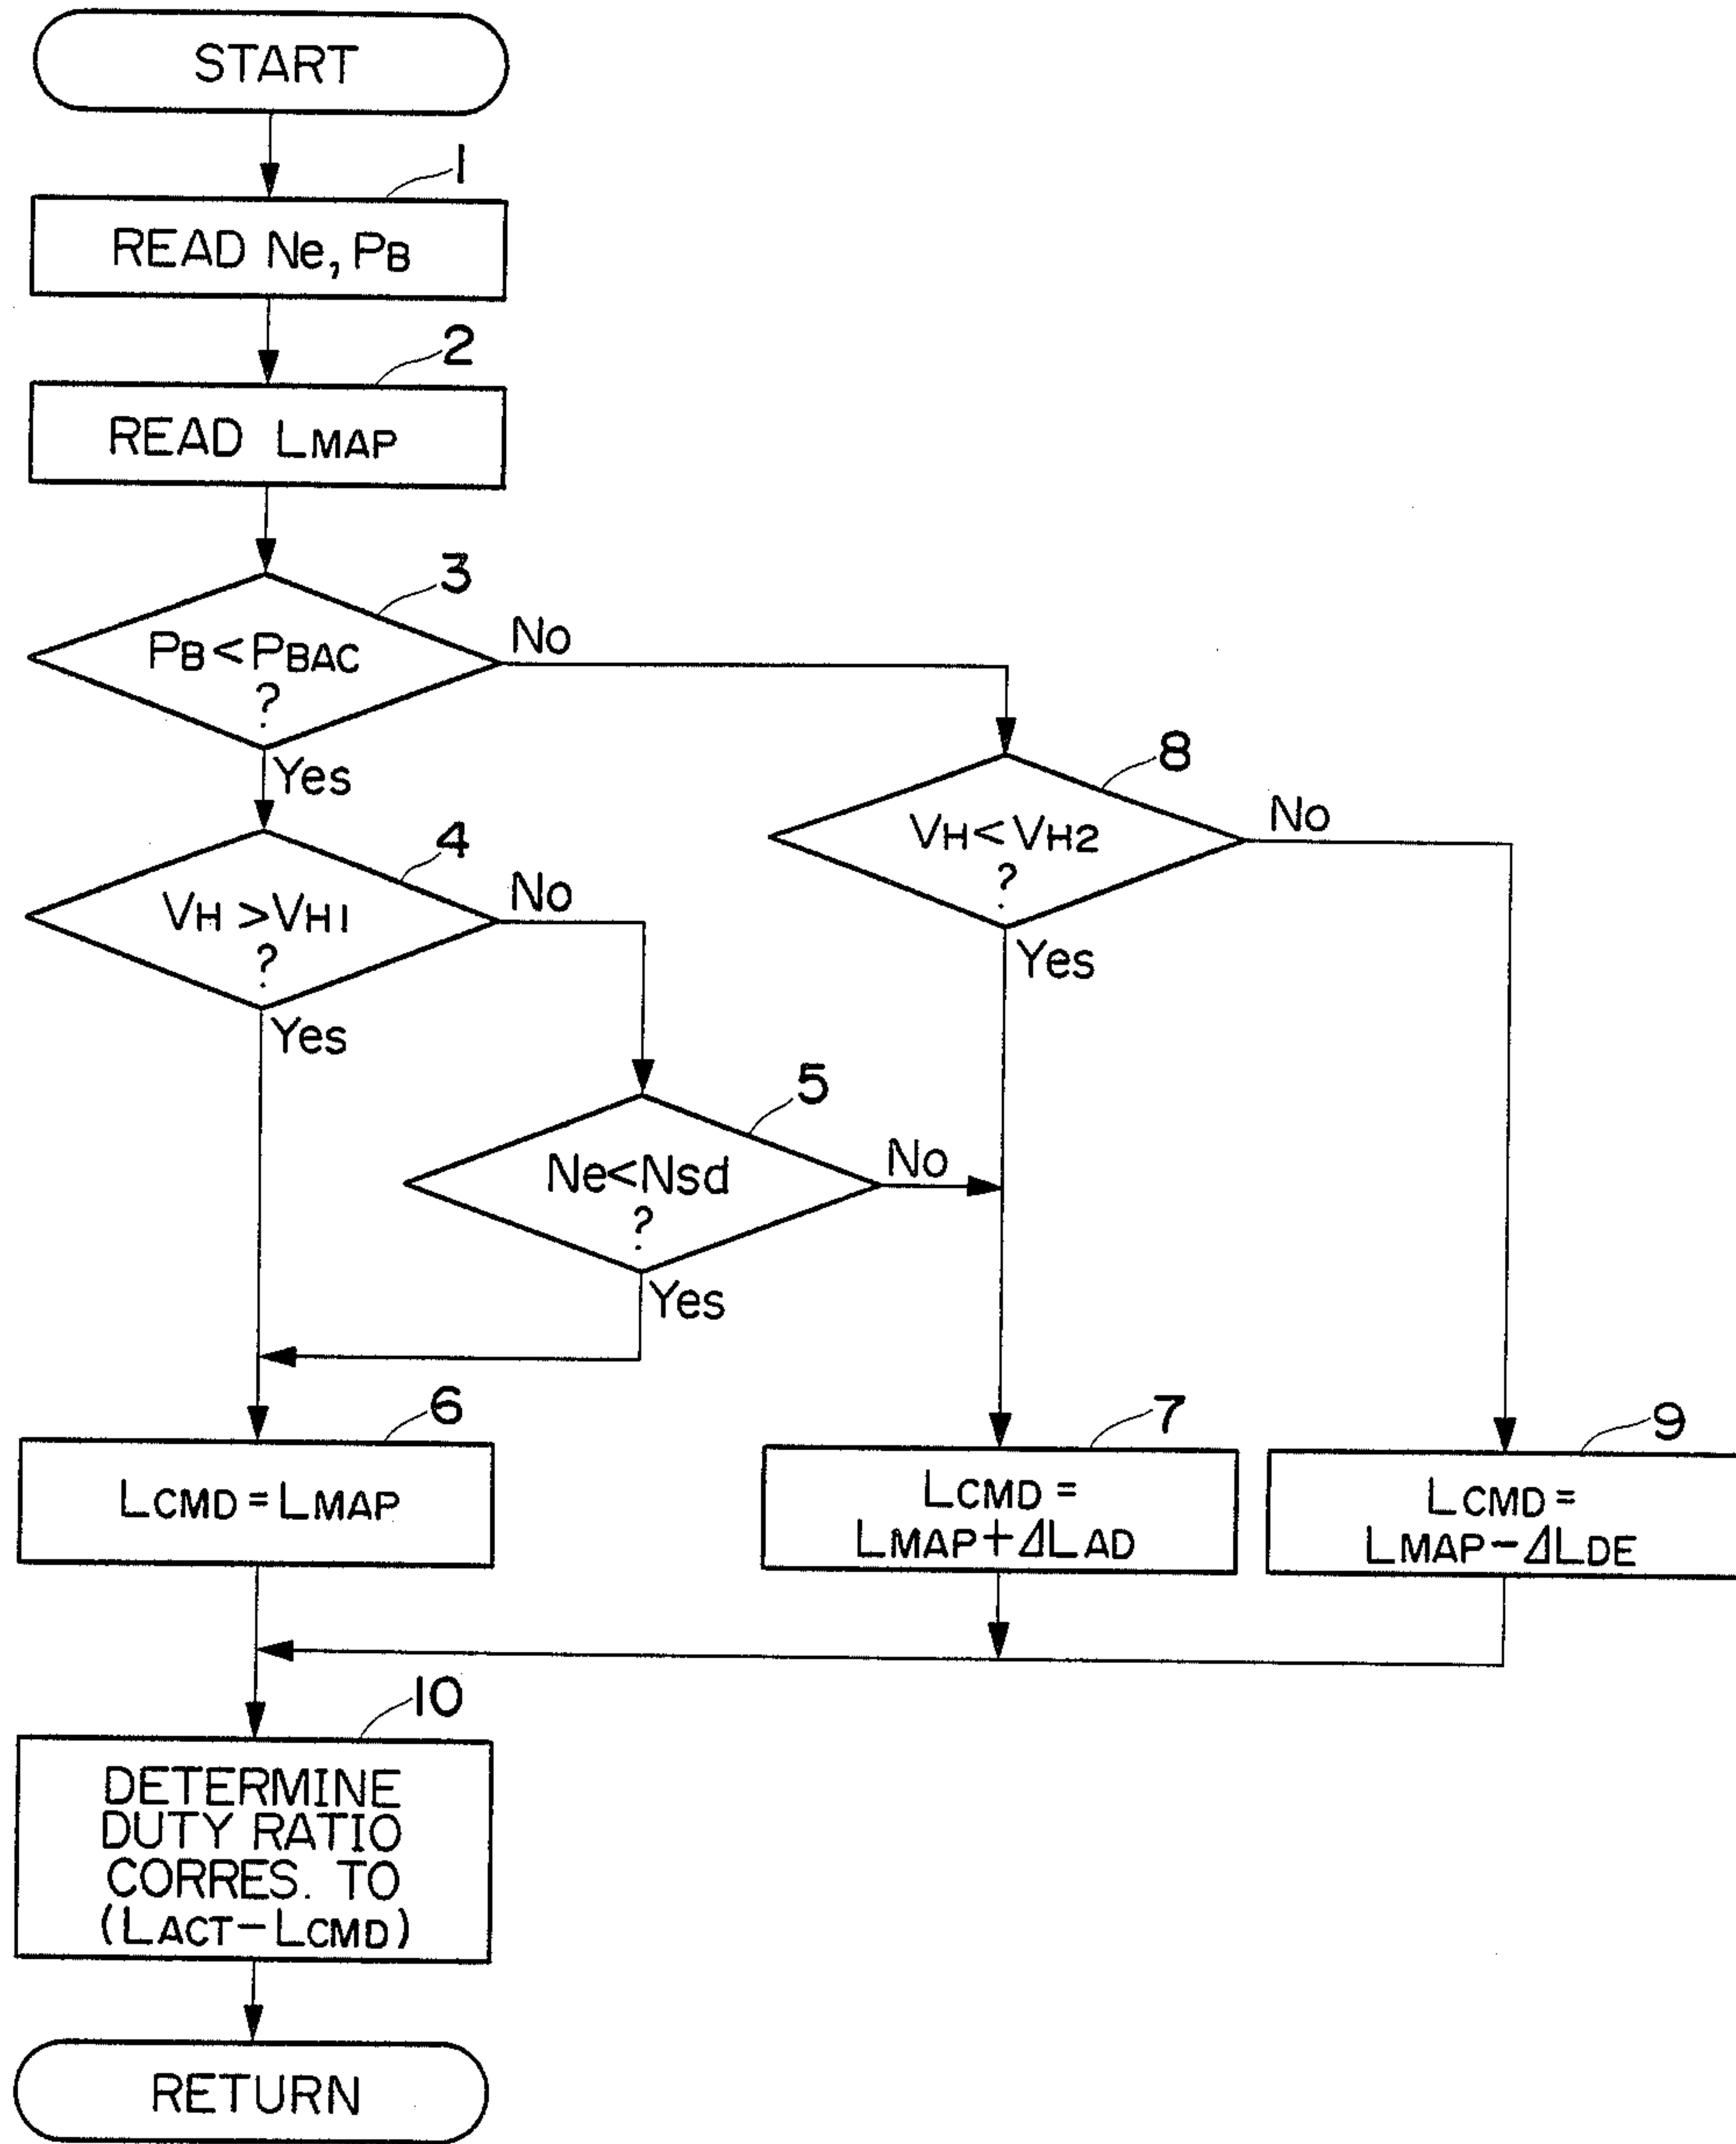 START
1
READ Ne, PB
2
READ LMAP
3
PB<PBAC
?
No
Yes
4
VH>VH1
?
No
Yes
8
VH<VH2
?
No
Yes
5
Ne<Nsd
?
No
Yes
6
LCMD=LMAP
7
LCMD=
LMAP+ΔLAD
9
LCMD=
LMAP-ΔLDE
10
DETERMINE
DUTY RATIO
CORRES. TO
(LACT-LCMD)
RETURN